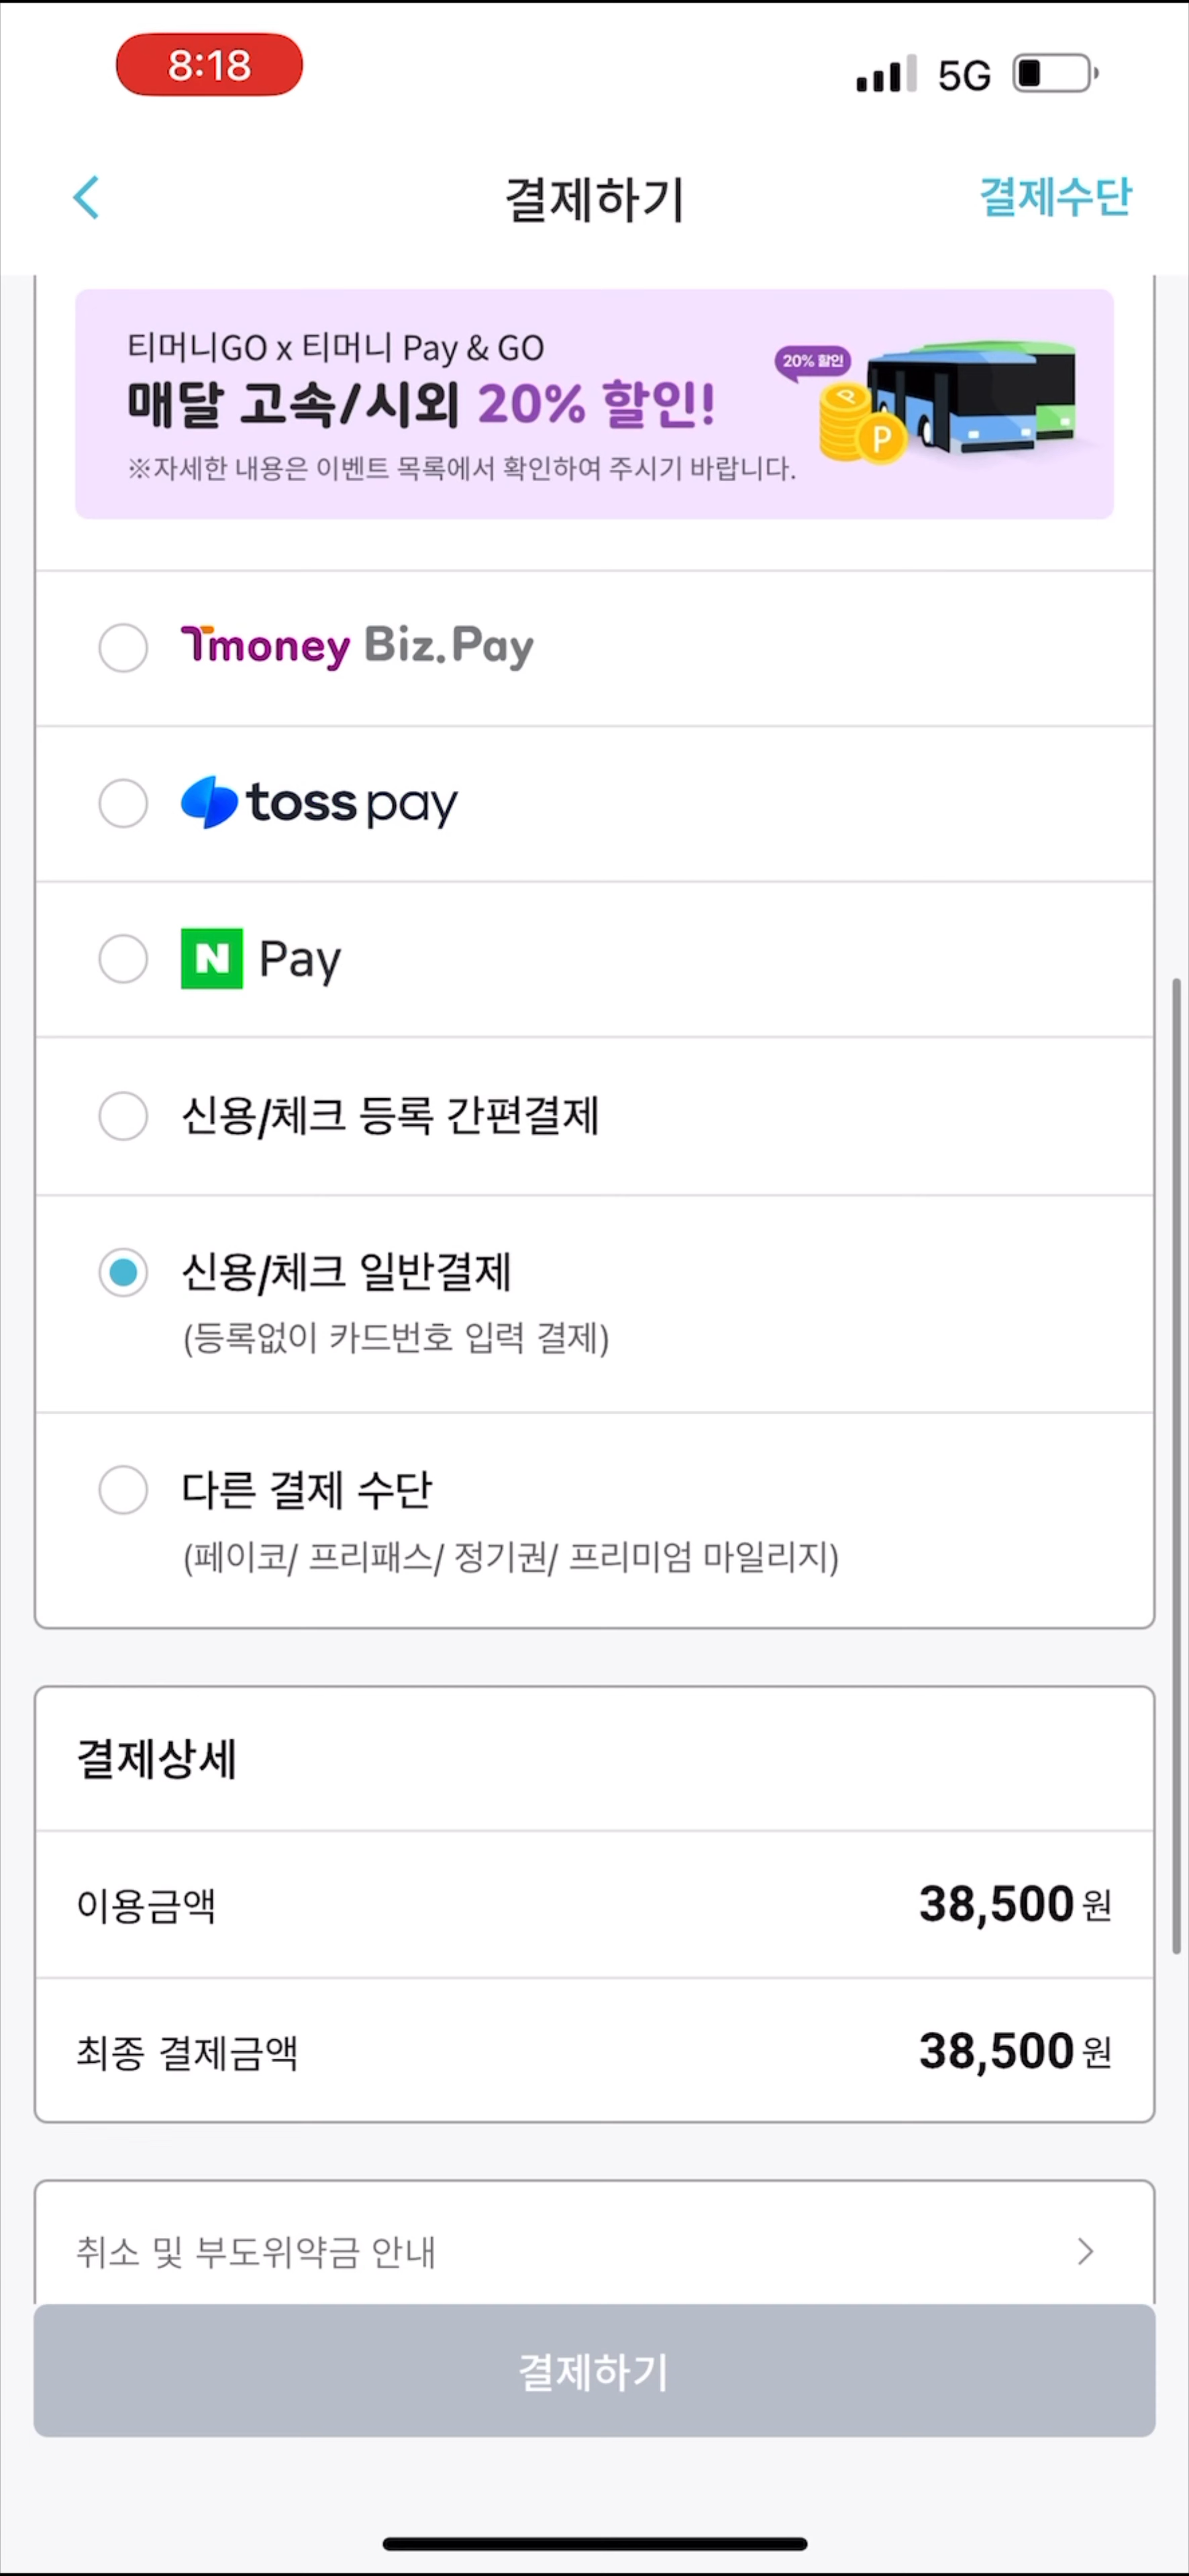 8:18
5G
결제하기
결제수단
티머니GO x 티머니 Pay & GO
매달 고속/시외 20% 할인!
20% 할인
P
P
※자세한 내용은 이벤트 목록에서 확인하여 주시기 바랍니다.
Tmoney Biz.Pay
toss pay
N Pay
신용/체크 등록 간편결제
신용/체크 일반결제
(등록없이 카드번호 입력 결제)
다른 결제 수단
(페이코/ 프리패스/ 정기권/ 프리미엄 마일리지)
결제상세
이용금액
38,500 원
최종 결제금액
38,500 원
취소 및 부도위약금 안내
결제하기